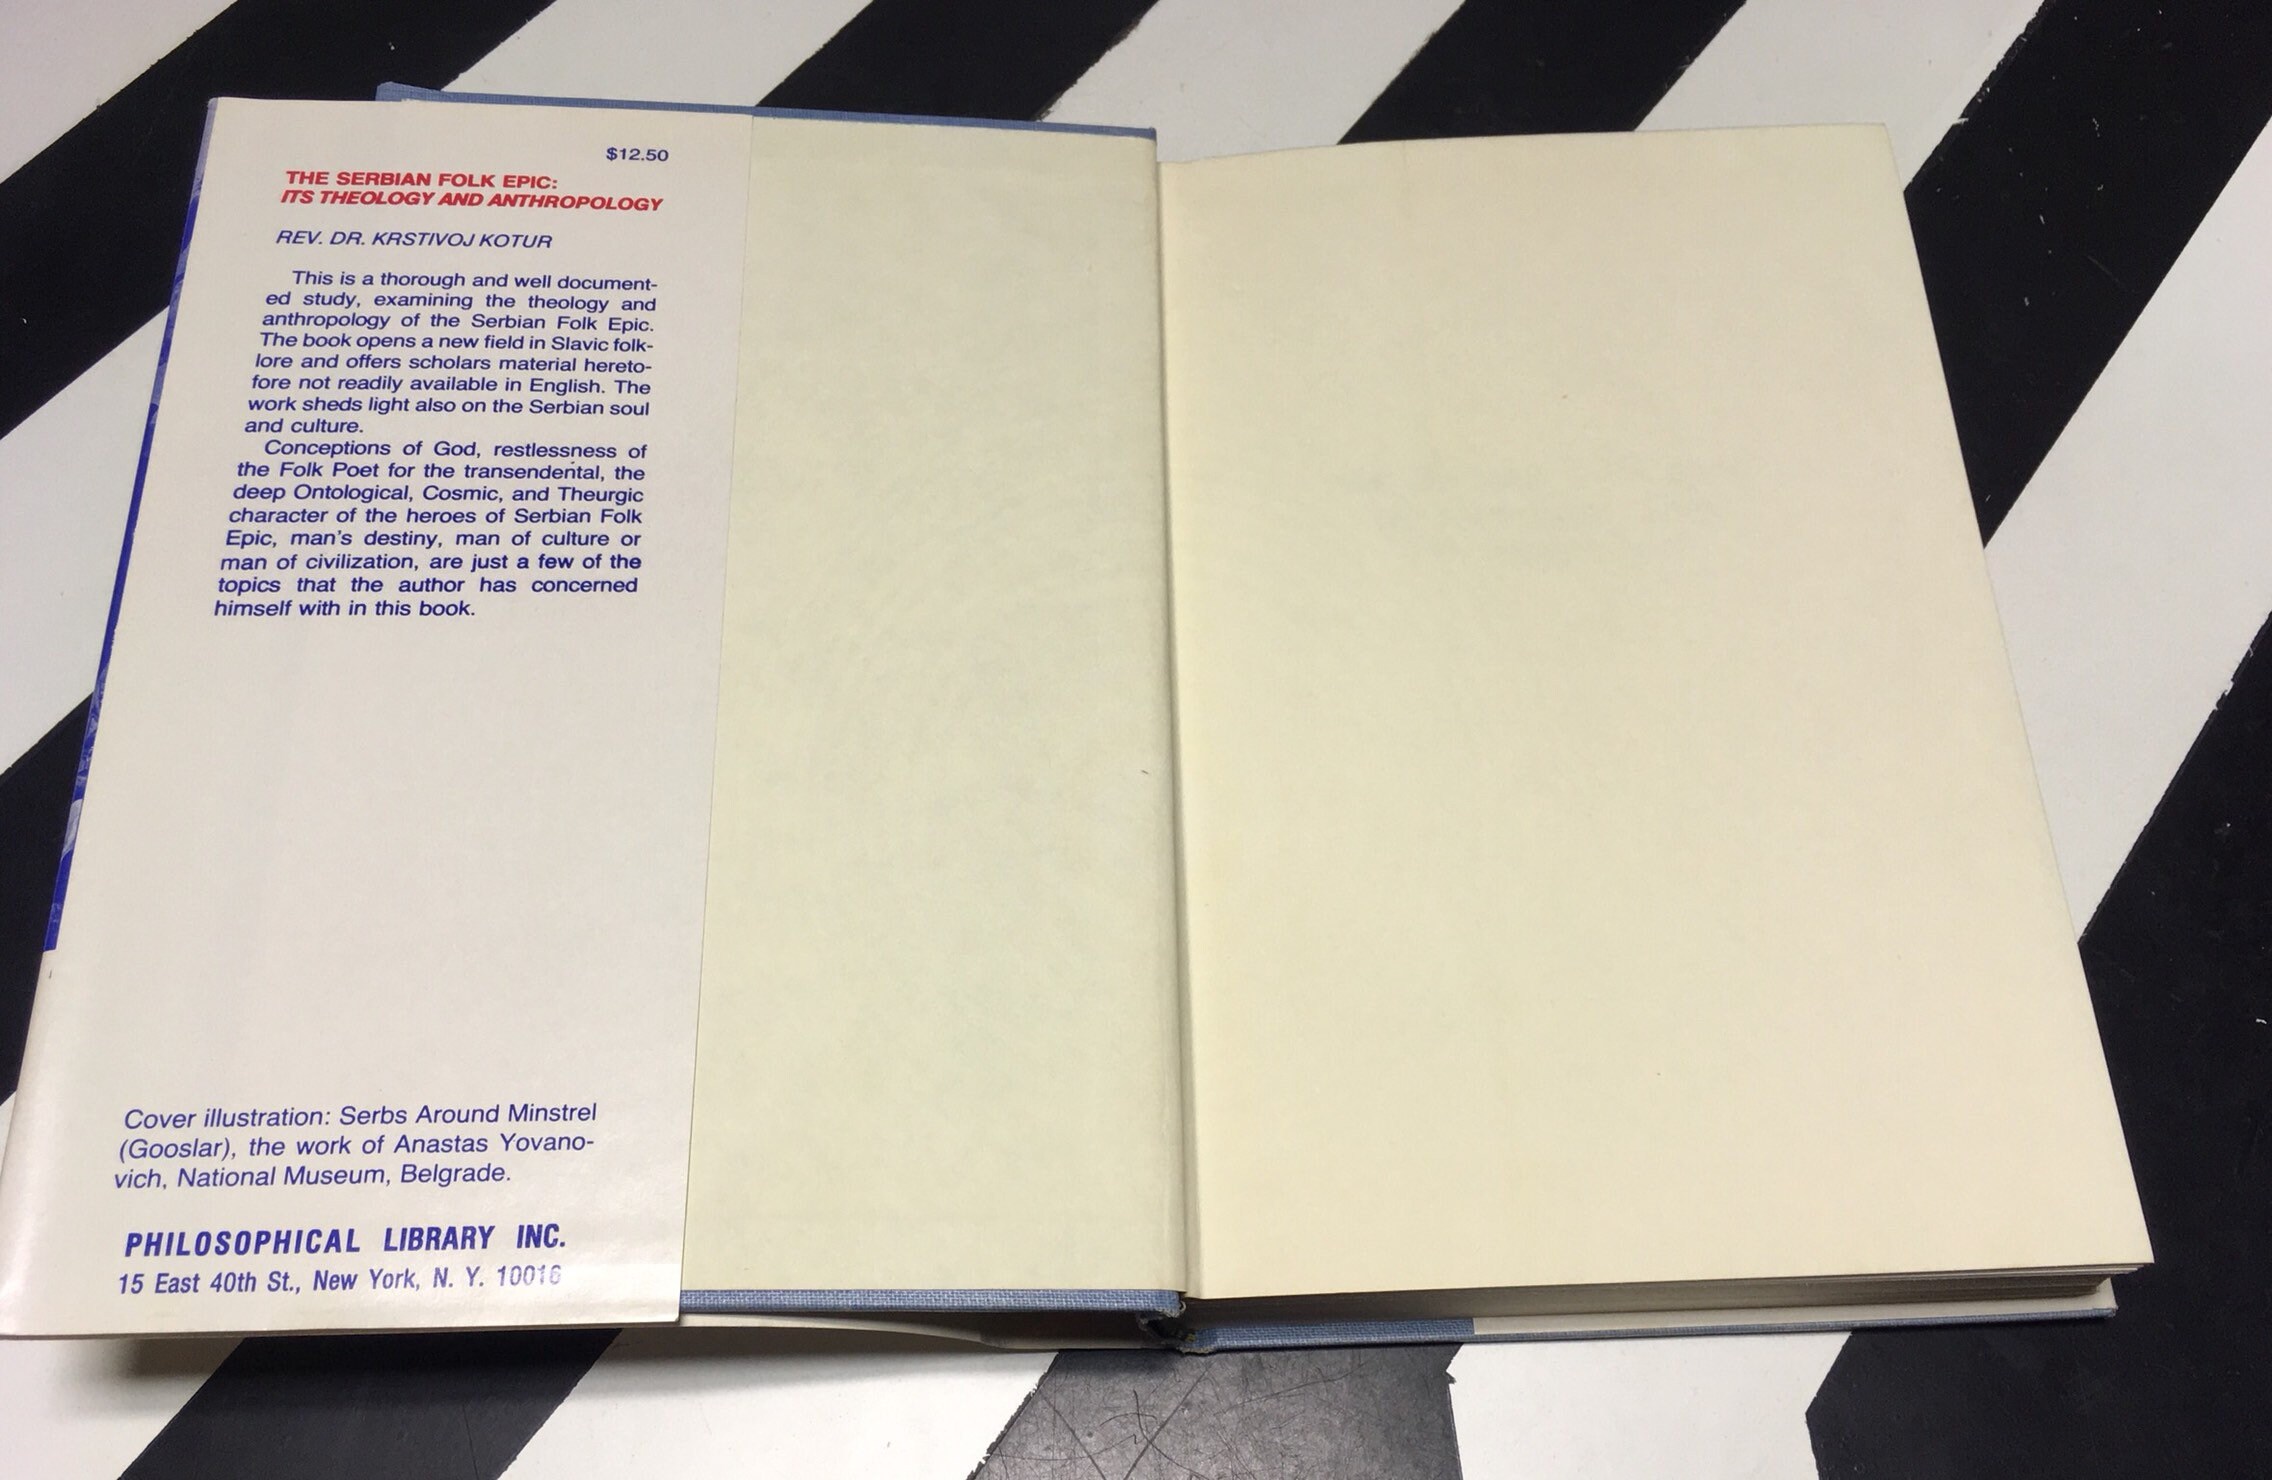 $12.50
THE SERBIAN FOLK EPIC:
ITS THEOLOGY AND ANTHROPOLOGY
REV. DR. KRSTIVOJ KOTUR
This is a thorough and well document-
ed study, examining the theology and
anthropology of the Serbian Folk Epic.
The book opens a new field in Slavic folk-
lore and offers scholars material hereto-
fore not readily available in English. The
work sheds light also on the Serbian soul
and culture.
Conceptions of God, restlessness of
the Folk Poet for the transendental, the
deep Ontological, Cosmic, and Theurgic
character of the heroes of Serbian Folk
Epic, man's destiny, man of culture or
man of civilization, are just a few of the
topics that the author has concerned
himself with in this book.
Cover illustration: Serbs Around Minstrel
(Gooslar), the work of Anastas Yovano-
vich, National Museum, Belgrade.
PHILOSOPHICAL LIBRARY INC.
15 East 40th St., New York, N. Y. 10016